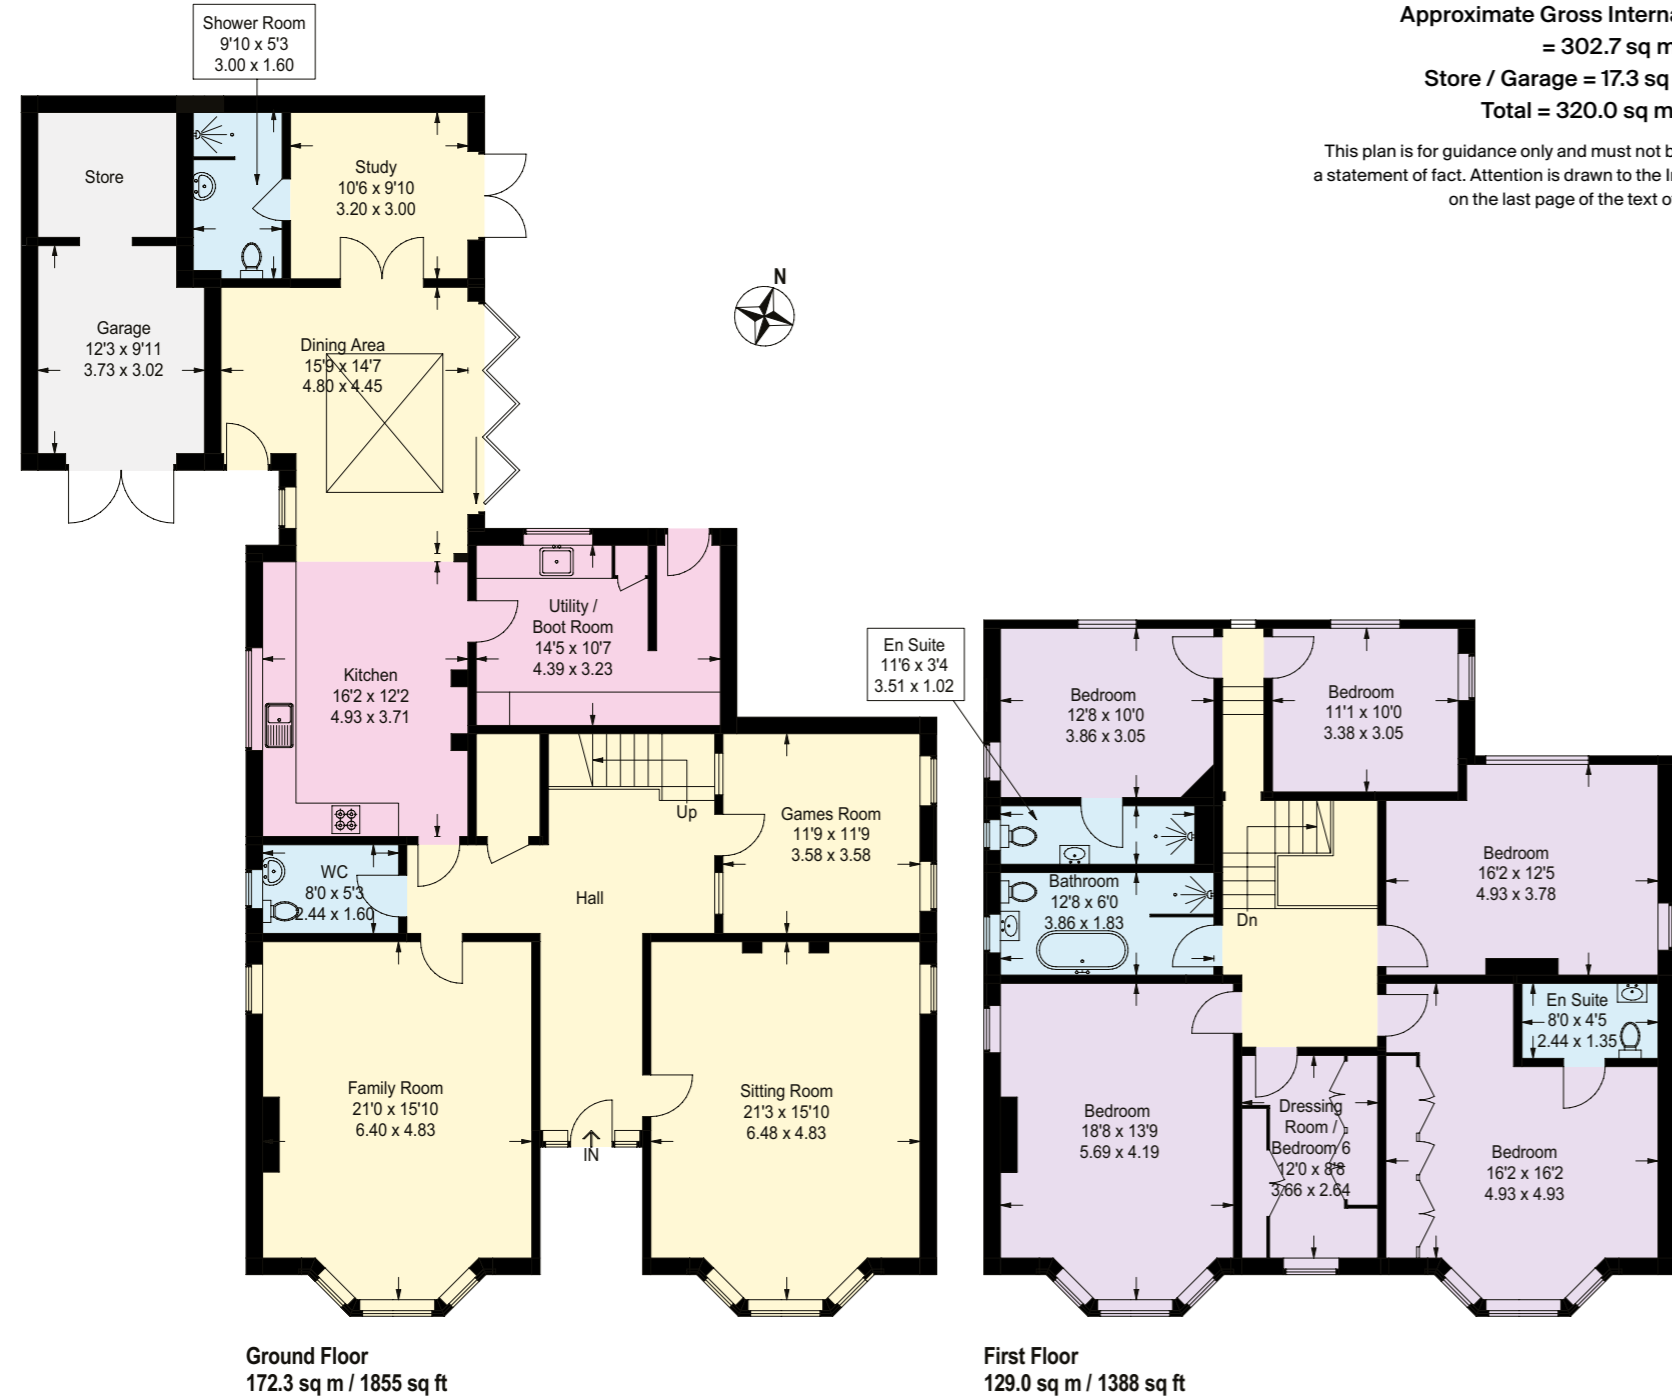 Approximate Gross Interna
= 302.7 sq m
Store / Garage = 17.3 sq
Total = 320.0 sq m
This plan is for guidance only and must not b
a statement of fact. Attention is drawn to the I
on the last page of the text o
Shower Room
9'10 x 5'3
3.00 x 1.60
Store
Study
10'6 x 9'10
3.20 x 3.00
N
Garage
12'3 x 9'11
3.73 x 3.02
Dining Area
15'9 x 14'7
4.80 x 4.45
Utility /
Boot Room
14'5 x 10'7
4.39 x 3.23
Kitchen
16'2 x 12'2
4.93 x 3.71
Up
Games Room
11'9 x 11'9
3.58 x 3.58
WC
8'0 x 5'3
2.44 x 1.60
Hall
Family Room
21'0 x 15'10
6.40 x 4.83
Sitting Room
21'3 x 15'10
6.48 x 4.83
IN
Ground Floor
172.3 sq m / 1855 sq ft
En Suite
11'6 x 3'4
3.51 x 1.02
Bedroom
12'8 x 10'0
3.86 x 3.05
Bedroom
11'1 x 10'0
3.38 x 3.05
Bedroom
16'2 x 12'5
4.93 x 3.78
Bathroom
12'8 x 6'0
3.86 x 1.83
Dn
En Suite
8'0 x 4'5
2.44 x 1.35
Bedroom
18'8 x 13'9
5.69 x 4.19
Dressing
Room /
Bedroom 6
12'0 x 8'8
3.66 x 2.64
Bedroom
16'2 x 16'2
4.93 x 4.93
First Floor
129.0 sq m / 1388 sq ft